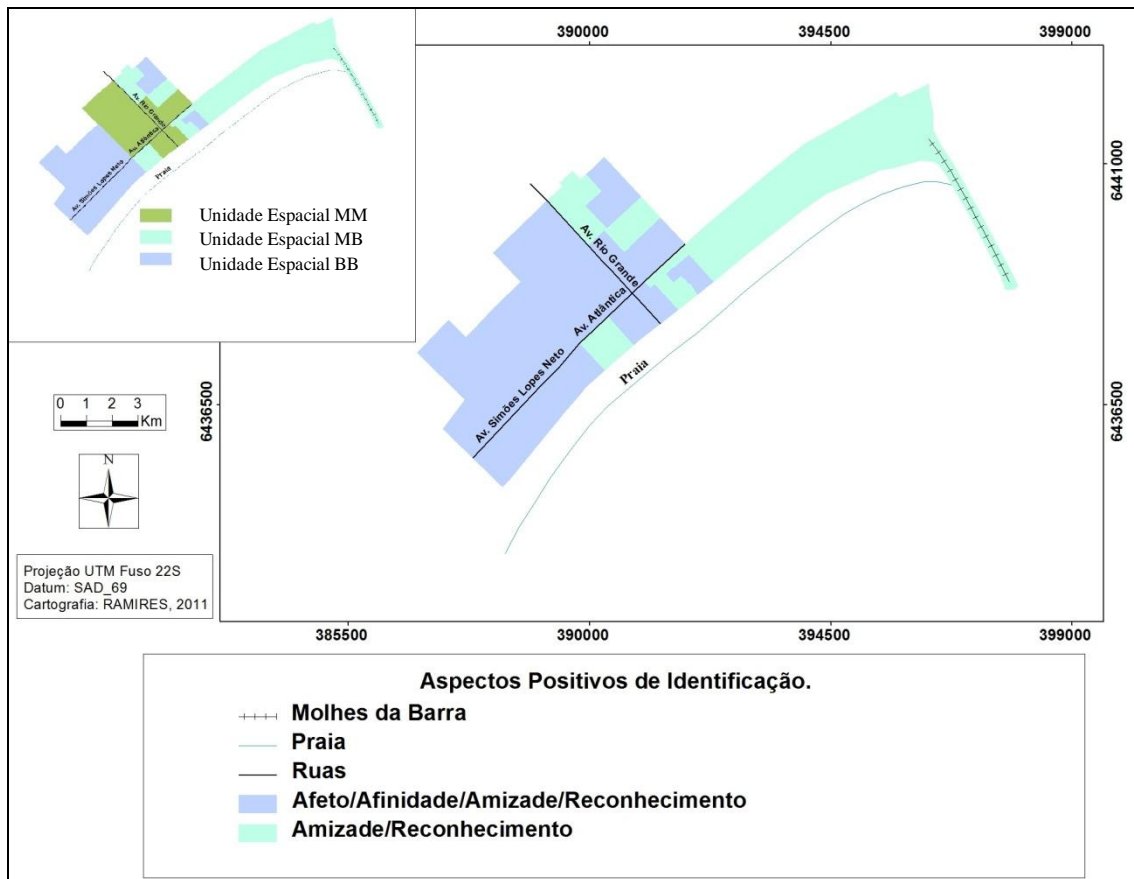 390000
394500
399000
Av. Rio Grande
Av. Atlântica
Av. Simões Lopes Neto
Praia
Unidade Espacial MM
Unidade Espacial MB
Unidade Espacial BB
6441000
6441000
6436500
6436500
Av. Rio Grande
Av. Atlântica
Av. Simões Lopes Neto
Praia
0 1 2 3
Km
N
Projeção UTM Fuso 22S
Datum: SAD_69
Cartografia: RAMIRES, 2011
385500
390000
394500
399000
Aspectos Positivos de Identificação.
Molhes da Barra
Praia
Ruas
Afeto/Afinidade/Amizade/Reconhecimento
Amizade/Reconhecimento